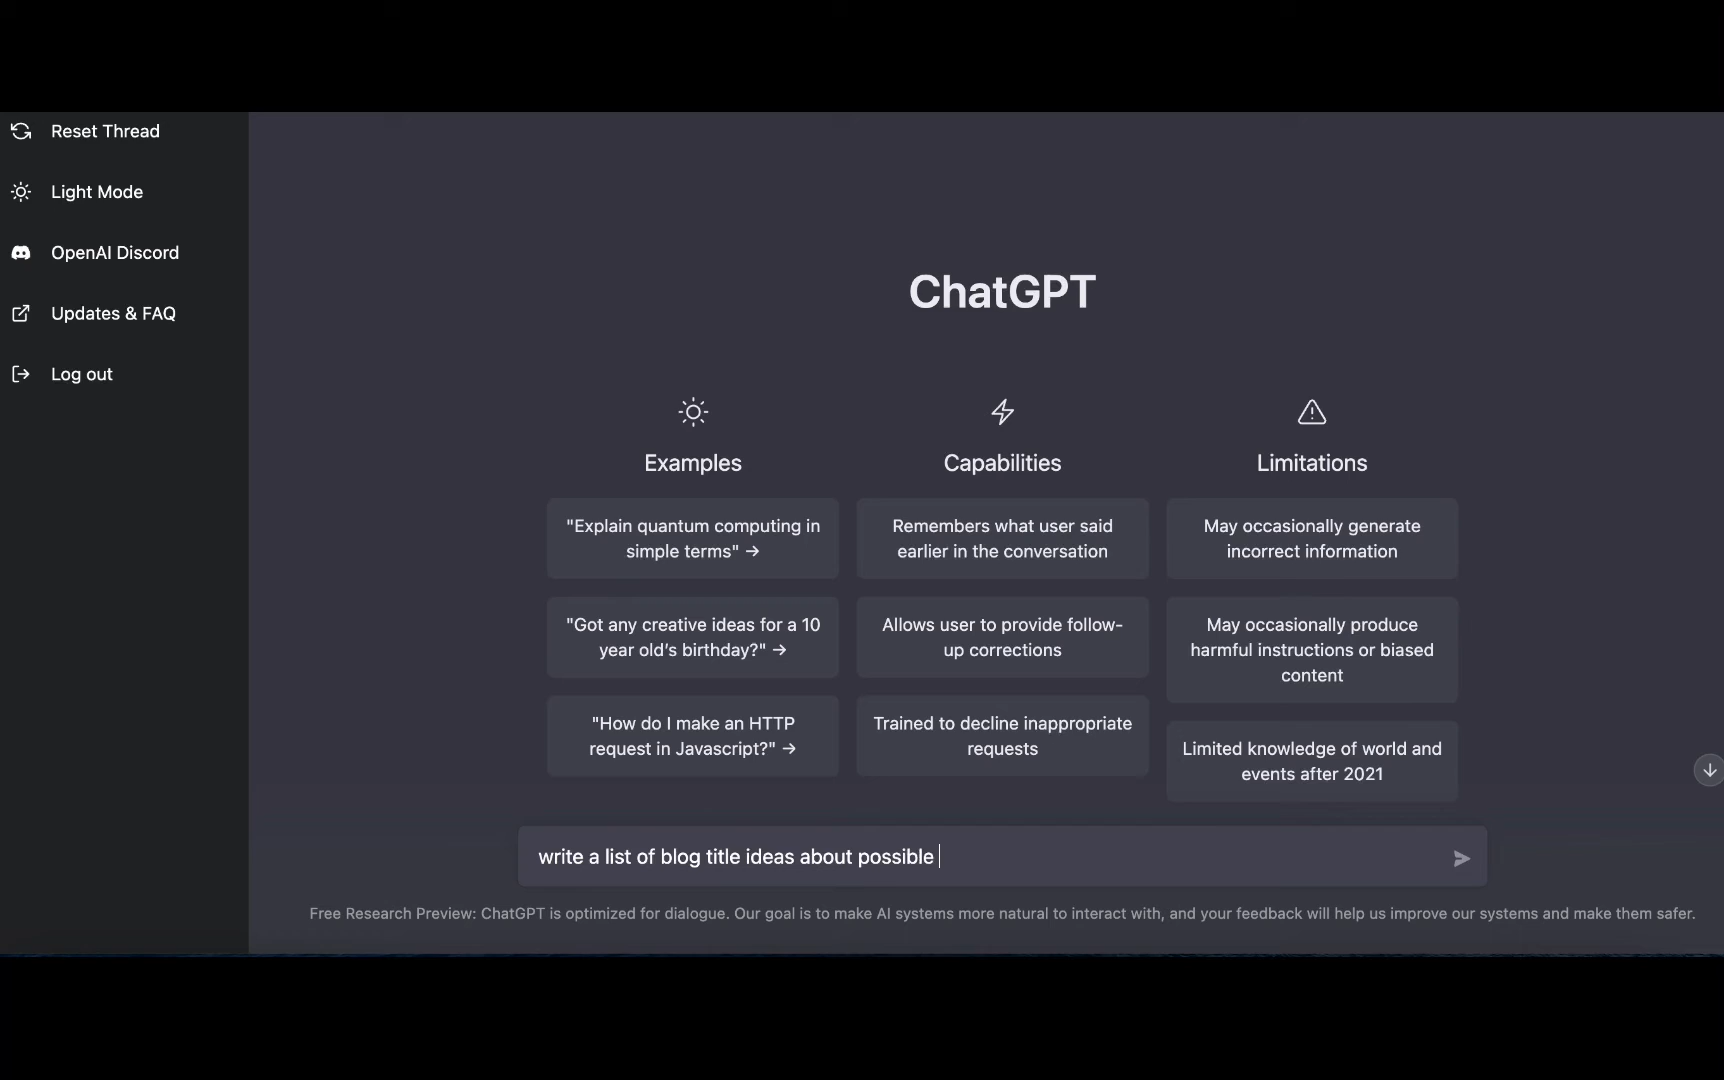 Reset Thread
Light Mode
OpenAI Discord
Updates & FAQ
Log out
ChatGPT
Examples
"Explain quantum computing in
simple terms" →
"Got any creative ideas for a 10
year old's birthday?" →
"How do I make an HTTP
request in Javascript?" →
Capabilities
Remembers what user said
earlier in the conversation
Allows user to provide follow-
up corrections
Trained to decline inappropriate
requests
Limitations
May occasionally generate
incorrect information
May occasionally produce
harmful instructions or biased
content
Limited knowledge of world and
events after 2021
write a list of blog title ideas about possible
Free Research Preview: ChatGPT is optimized for dialogue. Our goal is to make AI systems more natural to interact with, and your feedback will help us improve our systems and make them safer.